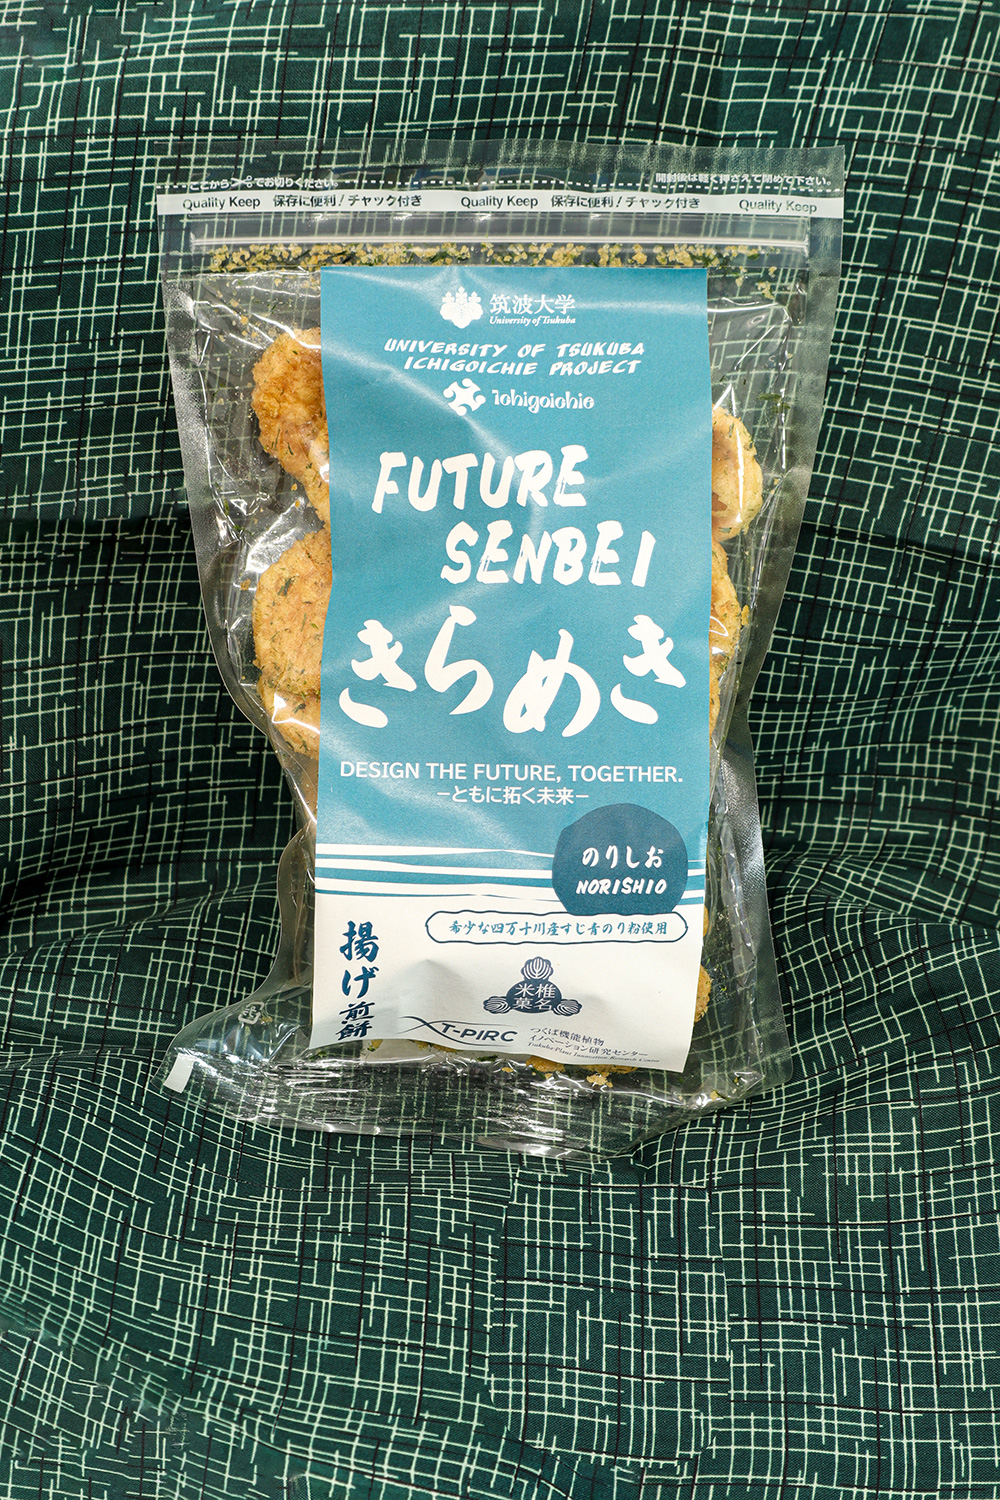 ここから✂でお切りください。
開封後は軽く押さえて閉めて下さい。
Quality Keep 保存に便利！チャック付き Quality Keep 保存に便利！チャック付き Quality Keep
筑波大学
University of Tsukuba
UNIVERSITY OF TSUKUBA
ICHIGOICHIE PROJECT
ichigoichie
FUTURE
SENBEI
きらめき
DESIGN THE FUTURE, TOGETHER.
−ともに拓く未来−
のりしお
NORISHIO
希少な四万十川産すじ青のり粉使用
揚げ煎餅
椎名
米菓
T-PIRC
つくば機能植物
イノベーション研究センター
Tsukuba-Plant Innovation Research Center